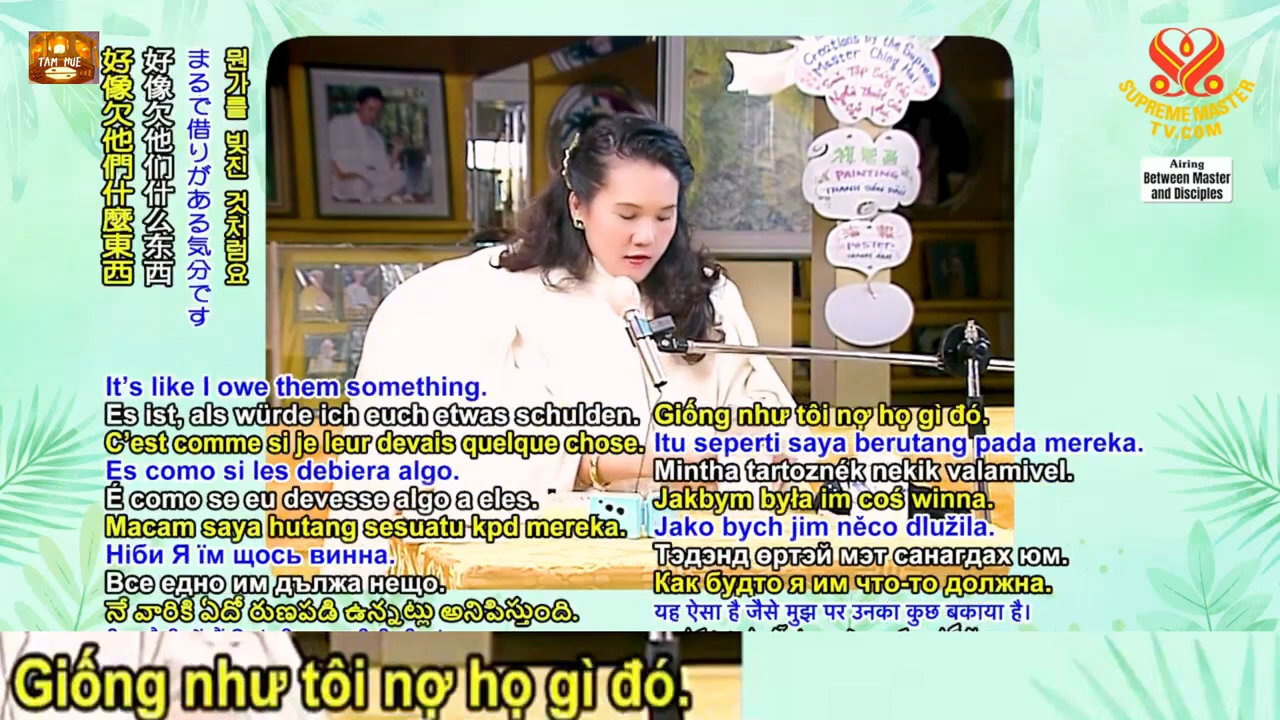 TAM HUE
好像欠他們什麼東西
好像欠他们什么东西
まるで借りがある気分です
뭔가를 빚진 것처럼요
Creations by the Supreme
Master Ching Hai
PAINTING
POSTER
SUPREME MASTER
TV.COM
Airing
Between Master
and Disciples
It’s like I owe them something.
Es ist, als würde ich euch etwas schulden.
C’est comme si je leur devais quelque chose.
Es como si les debiera algo.
É como se eu devesse algo a eles.
Macam saya hutang sesuatu kpd mereka.
Ніби Я їм щось винна.
Все едно им дължа нещо.
నే వారికి ఏదో రుణపడి ఉన్నట్లు అనిపిస్తుంది.
Giống như tôi nợ họ gì đó.
Itu seperti saya berutang pada mereka.
Mintha tartoznék nekik valamivel.
Jakbym była im coś winna.
Jako bych jim něco dlužila.
Тэдэнд өртэй мэт санагдах юм.
Как будто я им что-то должна.
यह ऐसा है जैसे मुझ पर उनका कुछ बकाया है।
Giống như tôi nợ họ gì đó.